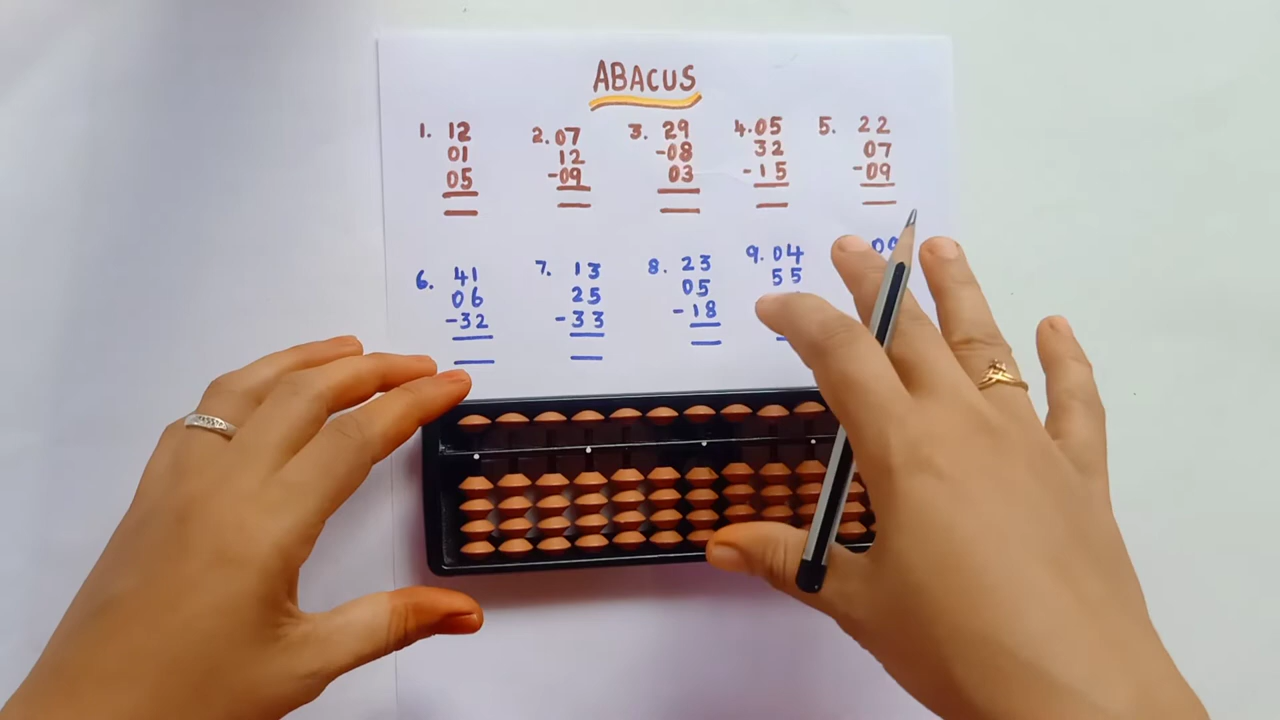 ABACUS
1. 12 2. 07 3. 29 4. 05 5. 22
01 12 -08 32 07
05 -09 03 -15 -09
6. 41 7. 13 8. 23 9. 04
06 25 05 55
-32 -33 -18